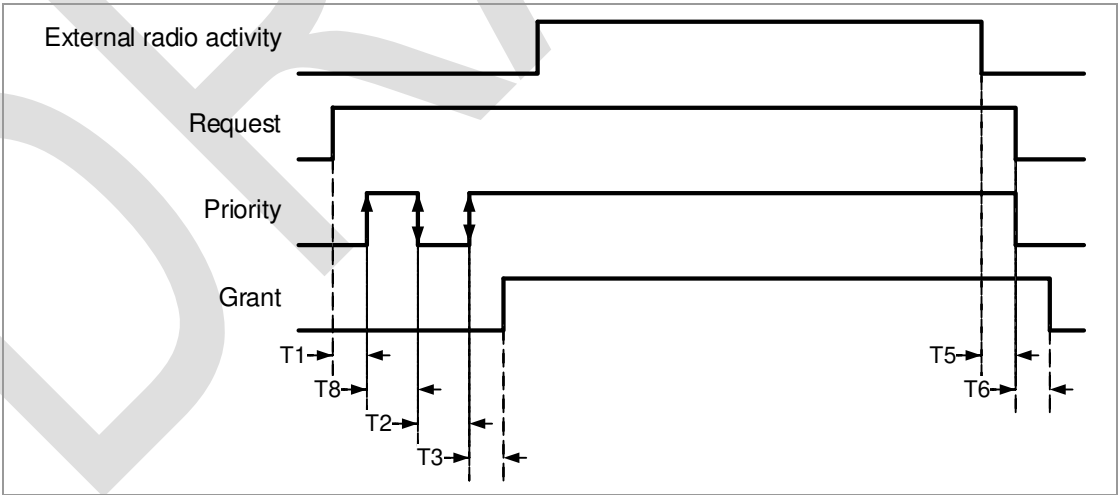 External radio activity
Request
Priority
Grant
T1
T5
T8
T6
T2
T3